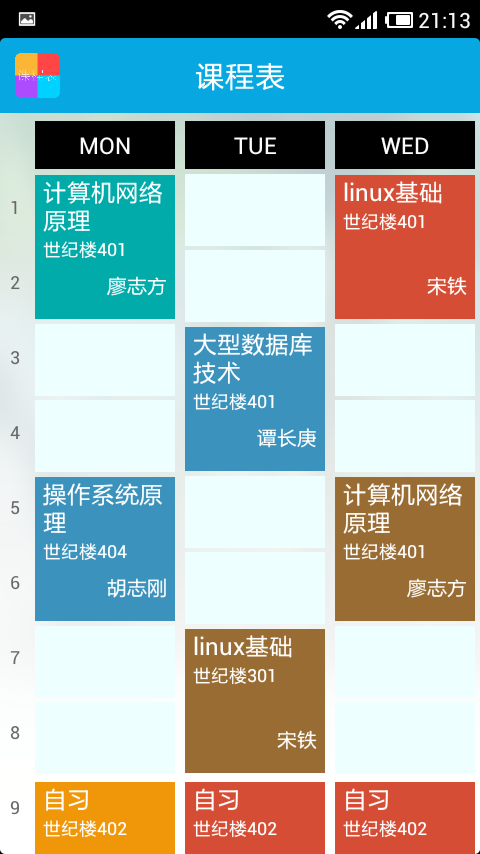 21:13
课程表
MON TUE WED
1
计算机网络
原理
世纪楼401
廖志方
linux基础
世纪楼401
宋铁
2
3
大型数据库
技术
世纪楼401
谭长庚
4
5
操作系统原
理
世纪楼404
胡志刚
计算机网络
原理
世纪楼401
廖志方
6
7
linux基础
世纪楼301
宋铁
8
9
自习
世纪楼402
自习
世纪楼402
自习
世纪楼402